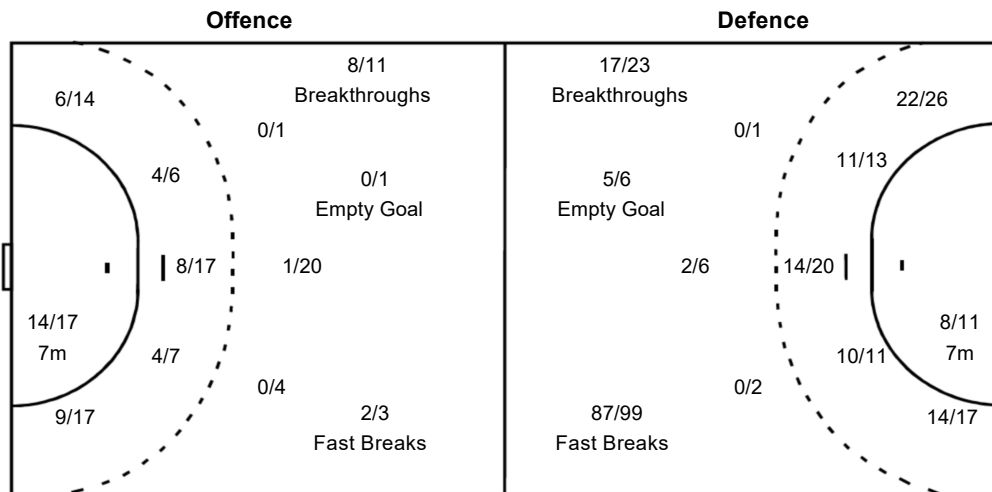 Offence
Defence
8/11
Breakthroughs
6/14
0/1
4/6
0/1
Empty Goal
8/17
1/20
14/17
7m
4/7
0/4
9/17
2/3
Fast Breaks
17/23
Breakthroughs
22/26
0/1
11/13
5/6
Empty Goal
2/6
14/20
8/11
7m
10/11
0/2
87/99
Fast Breaks
14/17